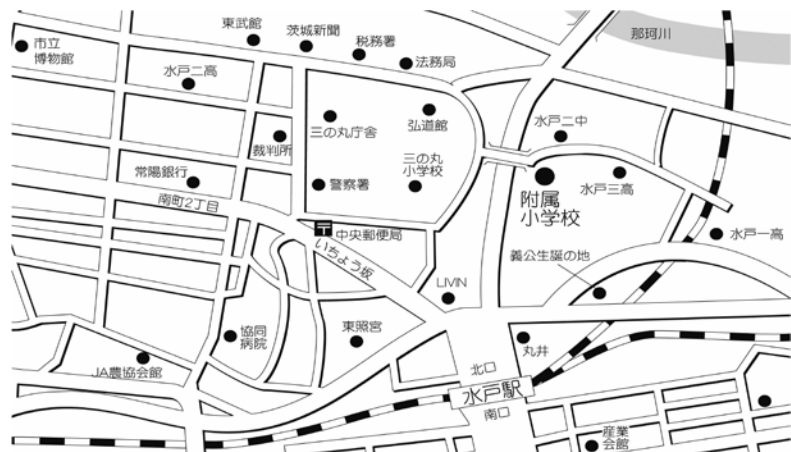 東武館
茨城新聞
税務署
法務局
那珂川
市立
博物館
水戸二高
三の丸庁舎
弘道館
水戸二中
裁判所
三の丸
小学校
常陽銀行
警察署
附属
小学校
水戸三高
南町2丁目
〒
中央郵便局
いちょう坂
水戸一高
義公生誕の地
LIVIN
協同
病院
東照宮
丸井
JA農協会館
北口
水戸駅
南口
産業
会館